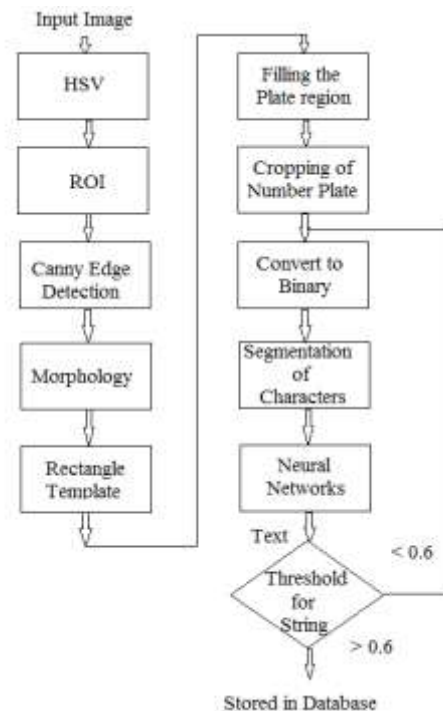 Input Image
HSV
ROI
Canny Edge
Detection
Morphology
Rectangle
Template
Filling the
Plate region
Cropping of
Number Plate
Convert to
Binary
Segmentation
of
Characters
Neural
Networks
Text
< 0.6
Threshold
for
String
> 0.6
Stored in Database